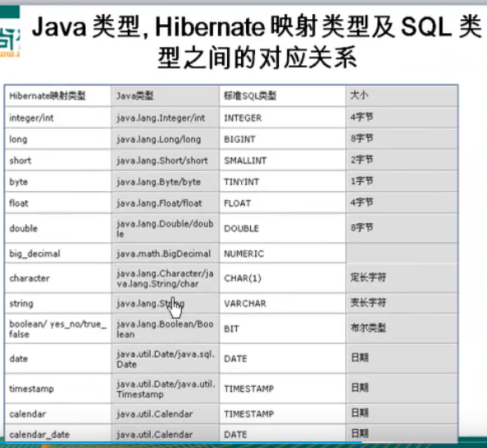 Java 类型, Hibernate 映射类型及 SQL 类
型之间的对应关系
Hibernate映射类型 Java类型 标准SQL类型 大小
integer/int java.lang.Integer/int INTEGER 4字节
long java.lang.Long/long BIGINT 8字节
short java.lang.Short/short SMALLINT 2字节
byte java.lang.Byte/byte TINYINT 1字节
float java.lang.Float/float FLOAT 4字节
double java.lang.Double/doub
le DOUBLE 8字节
big_decimal java.math.BigDecimal NUMERIC
character java.lang.Character/ja
va.lang.String/char CHAR(1) 定长字符
string java.lang.String VARCHAR 变长字符
boolean/ yes_no/true_
false java.lang.Boolean/Boo
lean BIT 布尔类型
date java.util.Date/java.sql.
Date DATE 日期
timestamp java.util.Date/java.util.
Timestamp TIMESTAMP 日期
calendar java.util.Calendar TIMESTAMP 日期
calendar_date java.util.Calendar DATE 日期